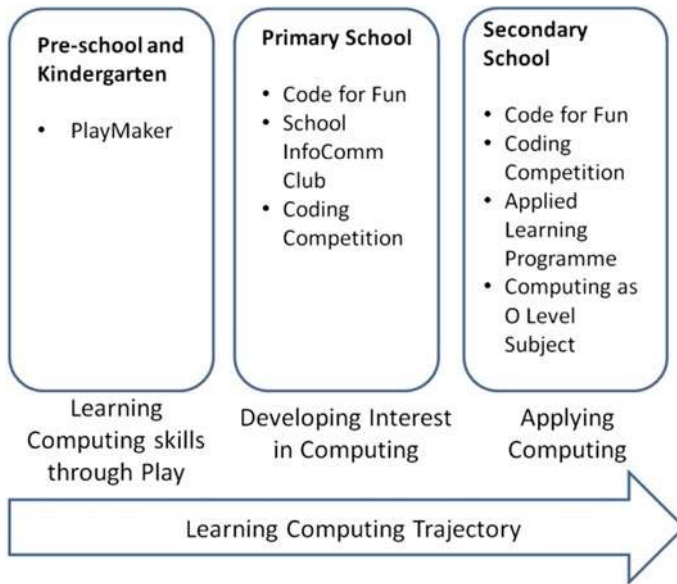 Pre-school and
Kindergarten
• PlayMaker
Primary School
• Code for Fun
• School
InfoComm
Club
• Coding
Competition
Secondary
School
• Code for Fun
• Coding
Competition
• Applied
Learning
Programme
• Computing as
O Level
Subject
Learning
Computing skills
through Play
Developing Interest
in Computing
Applying
Computing
Learning Computing Trajectory